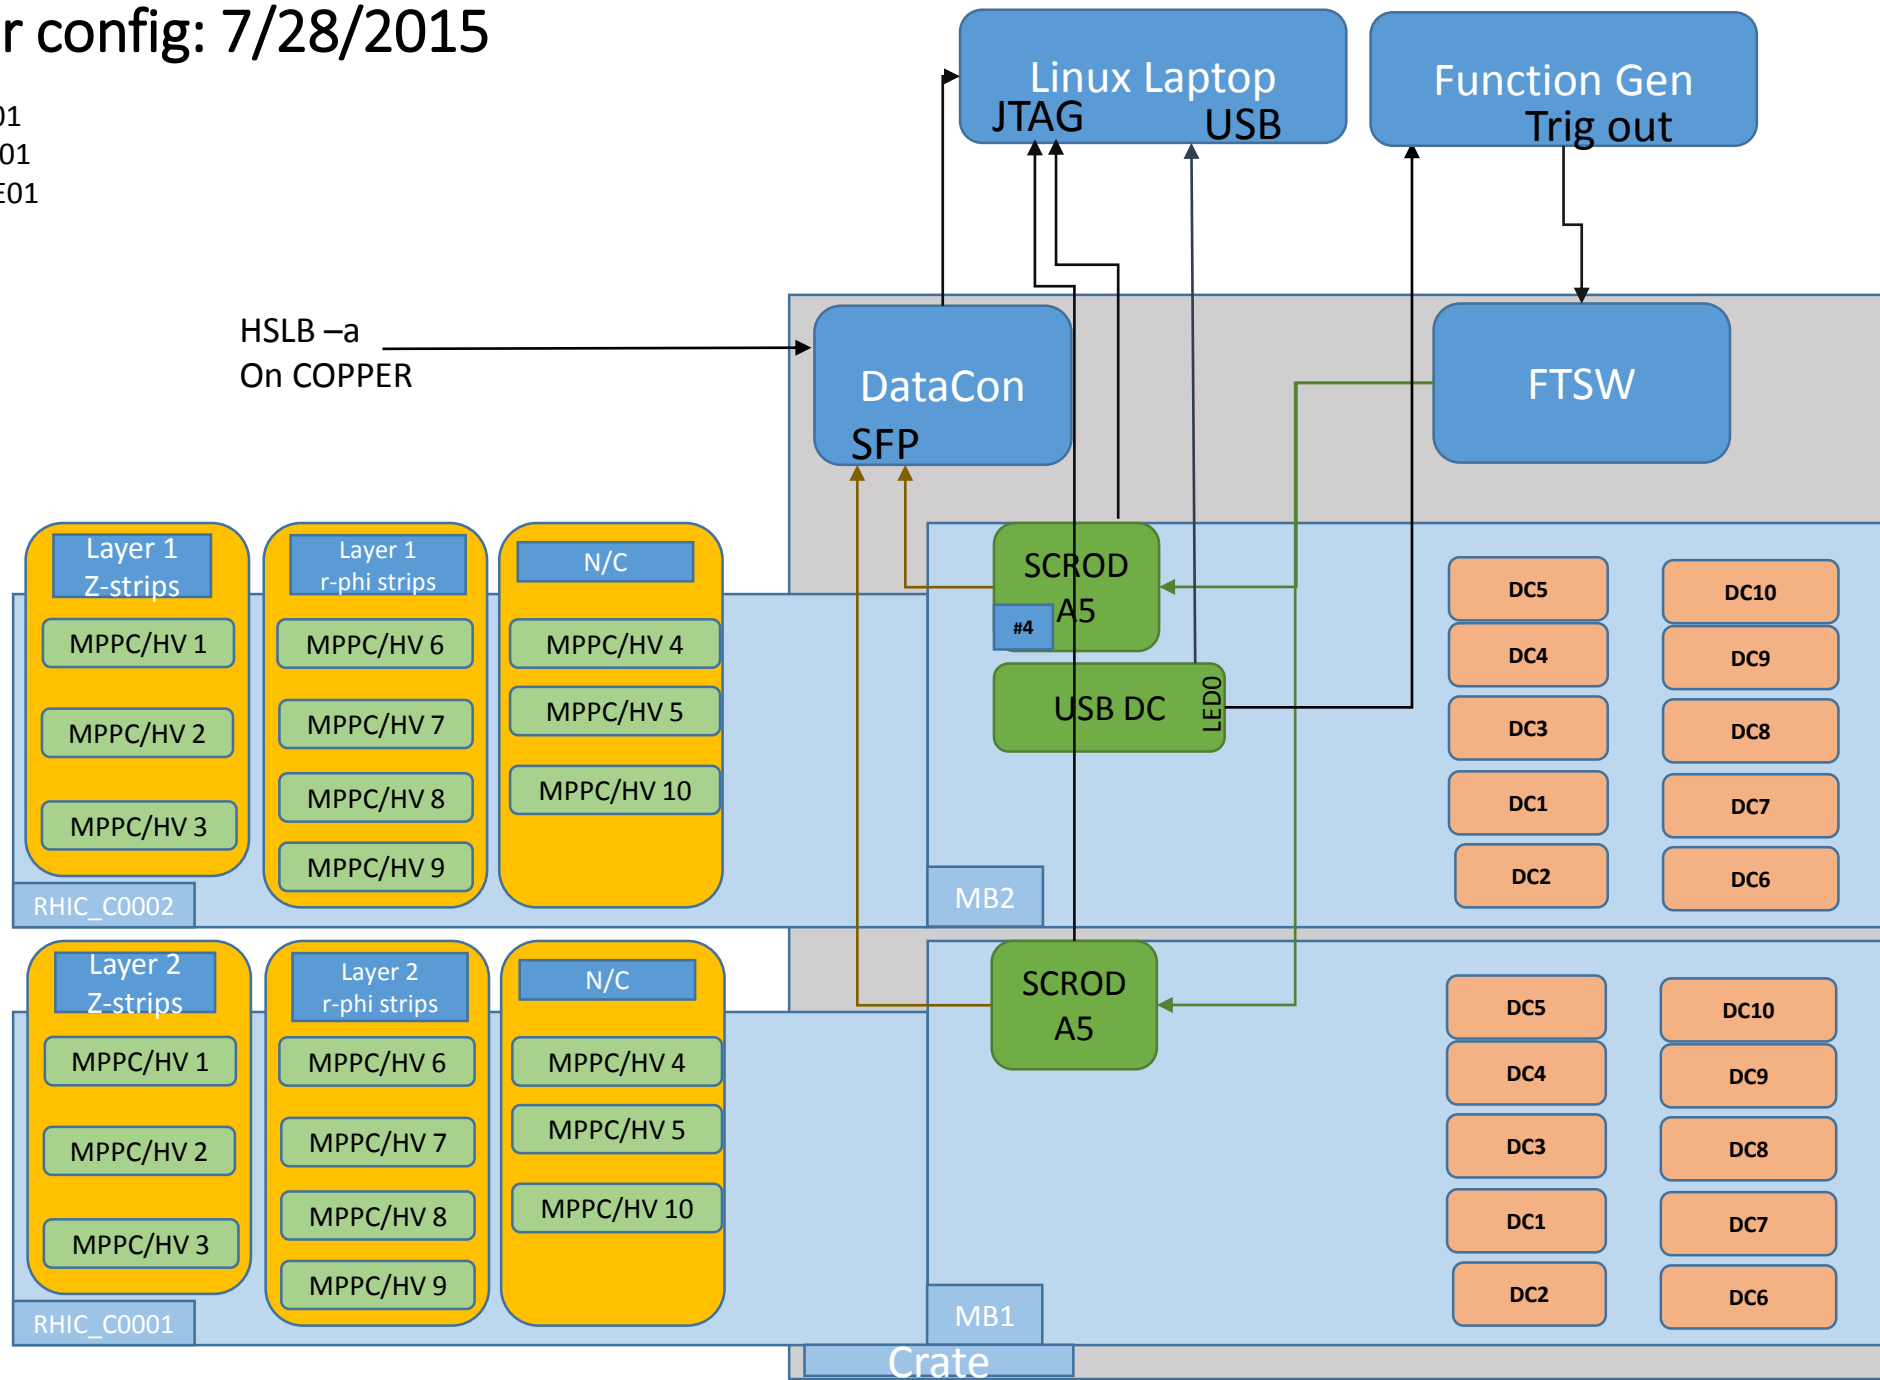 r config: 7/28/2015
01
01
E01
Linux Laptop
JTAG
USB
Function Gen
Trig out
HSLB –a
On COPPER
DataCon
SFP
FTSW
Layer 1
Z-strips
MPPC/HV 1
MPPC/HV 2
MPPC/HV 3
Layer 1
r-phi strips
MPPC/HV 6
MPPC/HV 7
MPPC/HV 8
MPPC/HV 9
N/C
MPPC/HV 4
MPPC/HV 5
MPPC/HV 10
RHIC_C0002
SCROD
A5
#4
USB DC
LED0
MB2
DC5
DC4
DC3
DC1
DC2
DC10
DC9
DC8
DC7
DC6
Layer 2
Z-strips
MPPC/HV 1
MPPC/HV 2
MPPC/HV 3
Layer 2
r-phi strips
MPPC/HV 6
MPPC/HV 7
MPPC/HV 8
MPPC/HV 9
N/C
MPPC/HV 4
MPPC/HV 5
MPPC/HV 10
RHIC_C0001
SCROD
A5
MB1
DC5
DC4
DC3
DC1
DC2
DC10
DC9
DC8
DC7
DC6
Crate